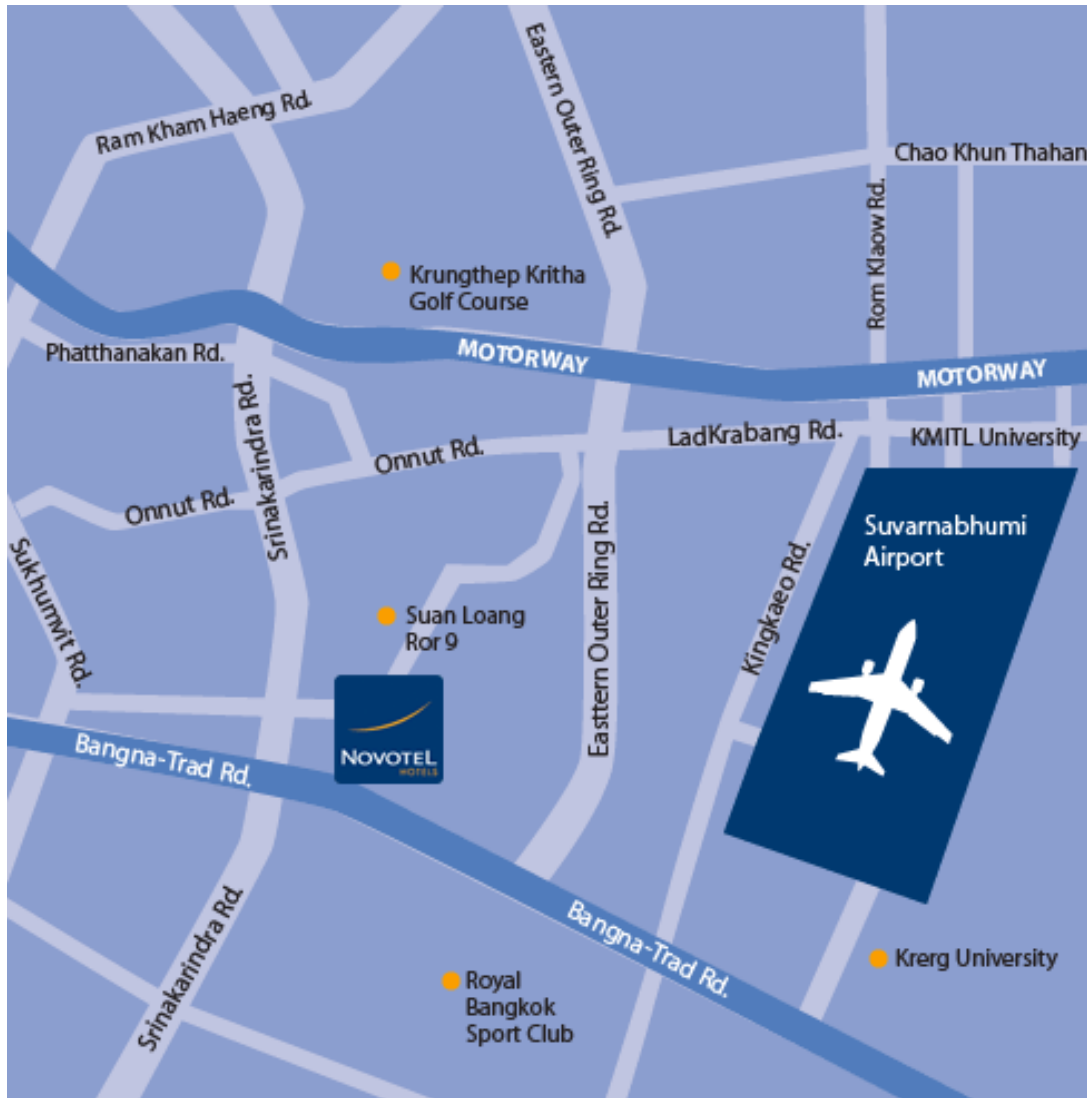 Ram Kham Haeng Rd.
Eastern Outer Ring Rd.
Chao Khun Thahan
Rom Klaow Rd.
Krungthep Kritha
Golf Course
Phatthanakan Rd.
MOTORWAY
MOTORWAY
Srinakarindra Rd.
Onnut Rd.
LadKrabang Rd.
KMITL University
Onnut Rd.
Sukhumvit Rd.
Suvarnabhumi
Airport
Kingkaeo Rd.
Easttern Outer Ring Rd.
Suan Loang
Ror 9
NOVOTEL
HOTELS
Bangna-Trad Rd.
Bangna-Trad Rd.
Srinakarindra Rd.
Krerg University
Royal
Bangkok
Sport Club